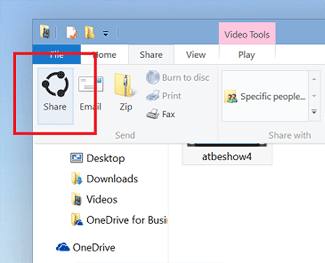 Video Tools
File Home Share View Play
Share
Email
Zip
Burn to disc
Print
Fax
Specific people...
Send
Share with
Desktop
Downloads
Videos
OneDrive for Busi
OneDrive
atbeshow4